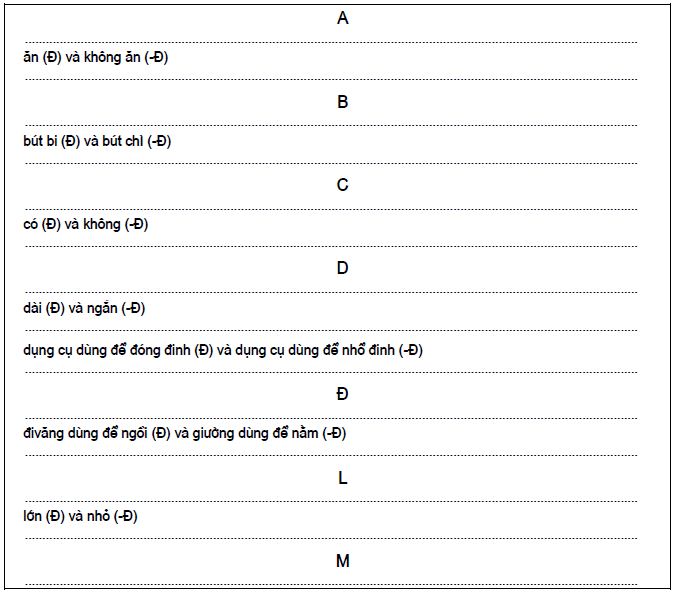 A
ăn (Đ) và không ăn (-Đ)
B
bút bi (Đ) và bút chì (-Đ)
C
có (Đ) và không (-Đ)
D
dài (Đ) và ngắn (-Đ)
dụng cụ dùng để đóng đinh (Đ) và dụng cụ dùng để nhổ đinh (-Đ)
Đ
đivăng dùng để ngồi (Đ) và giường dùng để nằm (-Đ)
L
lớn (Đ) và nhỏ (-Đ)
M